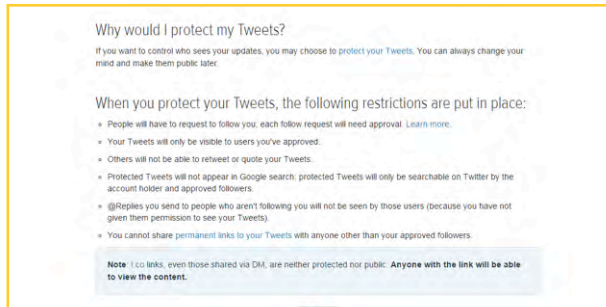 Why would I protect my Tweets?
If you want to control who sees your updates, you may choose to protect your Tweets. You can always change your
mind and make them public later.
When you protect your Tweets, the following restrictions are put in place:
People will have to request to follow you; each follow request will need approval. Learn more.
Your Tweets will only be visible to users you've approved.
Others will not be able to retweet or quote your Tweets.
Protected Tweets will not appear in Google search; protected Tweets will only be searchable on Twitter by the
account holder and approved followers.
@Replies you send to people who aren't following you will not be seen by those users (because you have not
given them permission to see your Tweets).
You cannot share permanent links to your Tweets with anyone other than your approved followers.
Note: t.co links, even those shared via DM, are neither protected nor public. Anyone with the link will be able
to view the content.